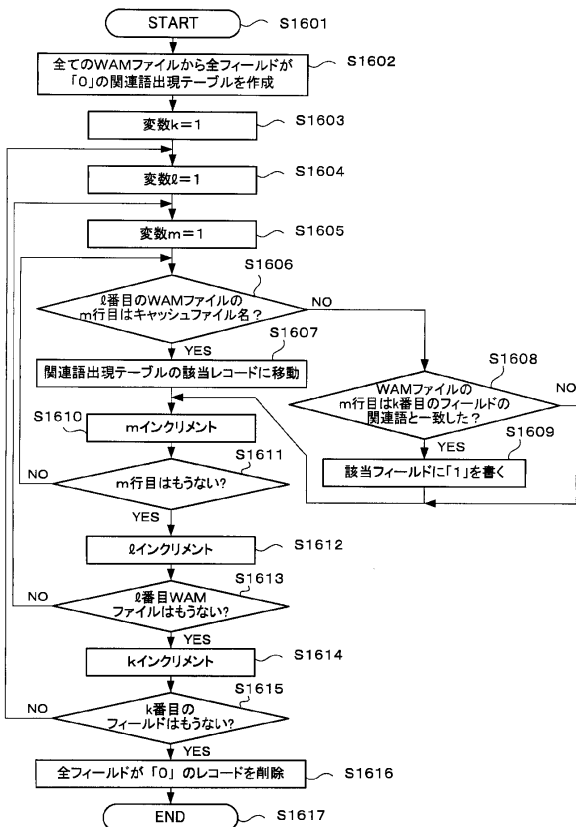 START
S1601
全てのWAMファイルから全フィールドが
「0」の関連語出現テーブルを作成
S1602
変数k=1
S1603
変数ℓ=1
S1604
変数m=1
S1605
S1606
ℓ番目のWAMファイルの
m行目はキャッシュファイル名?
NO
YES
S1607
関連語出現テーブルの該当レコードに移動
S1608
WAMファイルの
m行目はk番目のフィールドの
関連語と一致した?
NO
YES
S1609
該当フィールドに「1」を書く
S1610
mインクリメント
S1611
m行目はもうない?
NO
YES
ℓインクリメント
S1612
S1613
ℓ番目WAM
ファイルはもうない?
NO
YES
kインクリメント
S1614
S1615
k番目の
フィールドはもうない?
NO
YES
全フィールドが「0」のレコードを削除
S1616
END
S1617